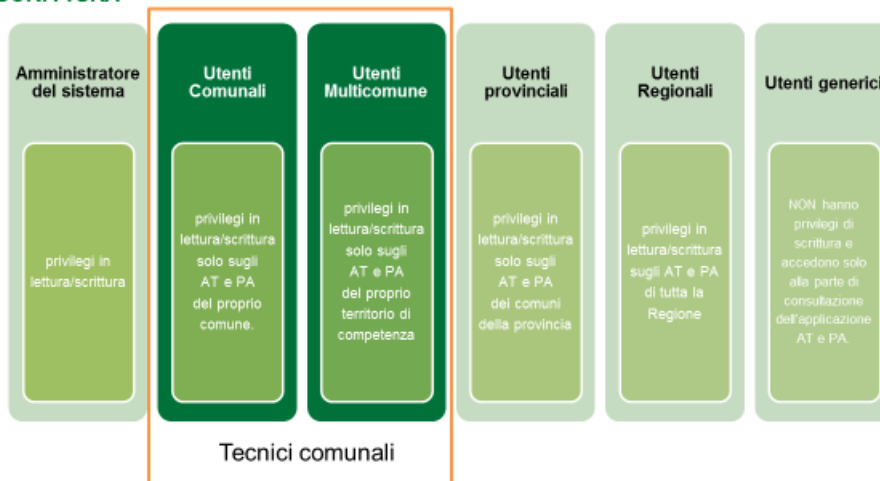 Amministratore
del sistema
privilegi in
lettura/scrittura
Utenti
Comunali
privilegi in
lettura/scrittura
solo sugli
AT e PA
del proprio
comune.
Utenti
Multicomune
privilegi in
lettura/scrittura
solo sugli
AT e PA
del proprio
territorio di
competenza
Utenti
provinciali
privilegi in
lettura/scrittura
solo sugli
AT e PA
dei comuni
della provincia
Utenti
Regionali
privilegi in
lettura/scrittura
sugli AT e PA
di tutta la
Regione
Utenti generici
NON hanno
privilegi di
scrittura e
accedono solo
alla parte di
consultazione
dell'applicazione
AT e PA.
Tecnici comunali